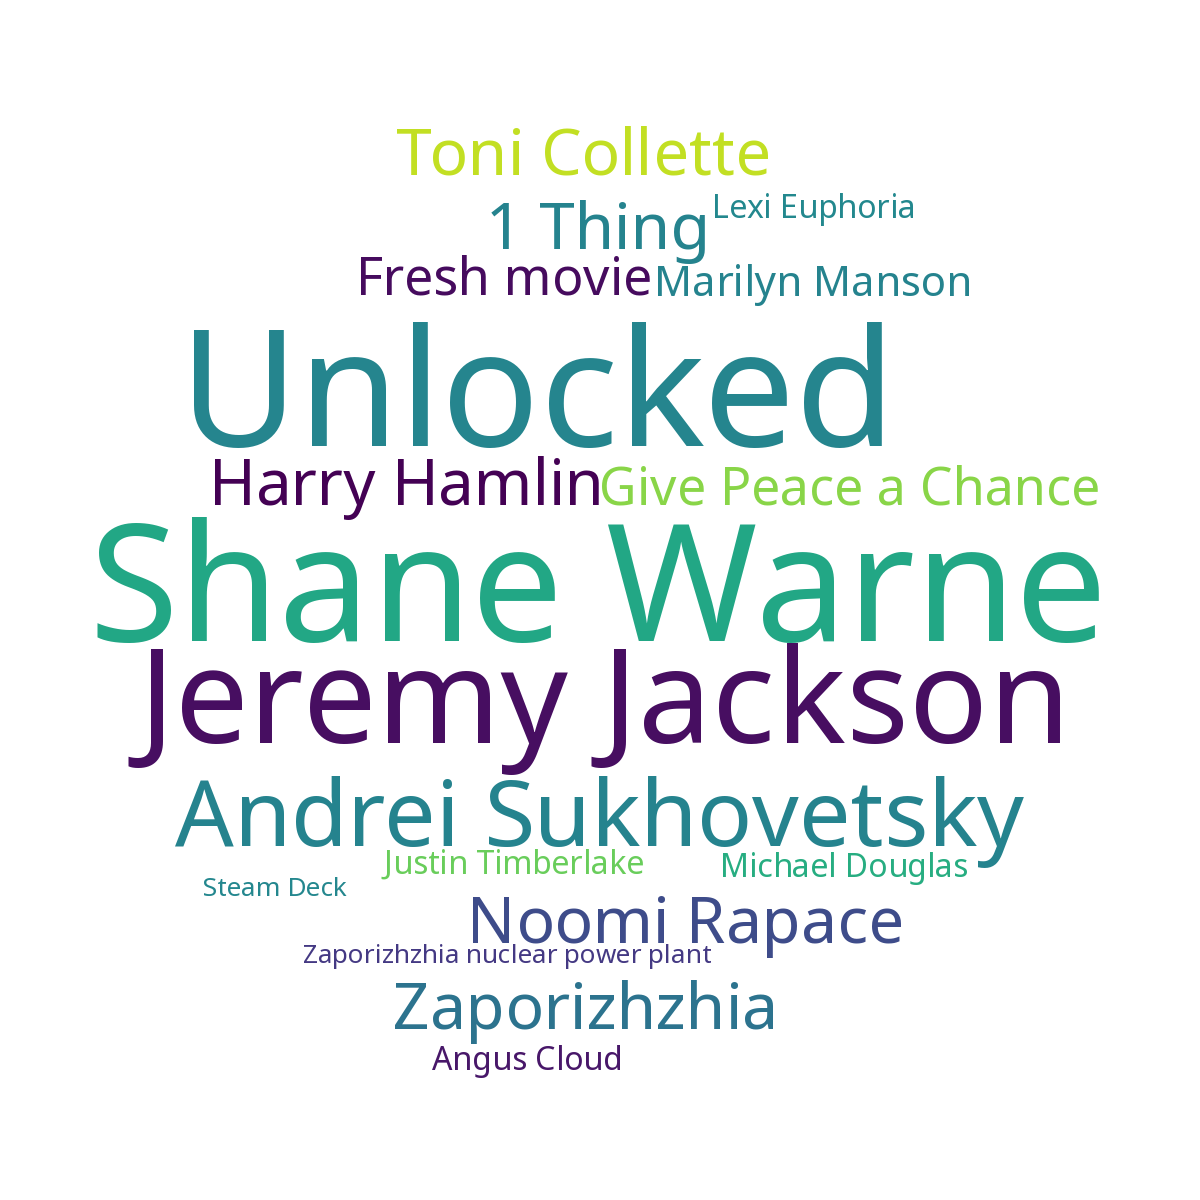 Toni Collette
1 Thing
Lexi Euphoria
Fresh movie
Marilyn Manson
Unlocked
Harry Hamlin
Give Peace a Chance
Shane Warne
Jeremy Jackson
Andrei Sukhovetsky
Justin Timberlake
Michael Douglas
Steam Deck
Noomi Rapace
Zaporizhzhia nuclear power plant
Zaporizhzhia
Angus Cloud